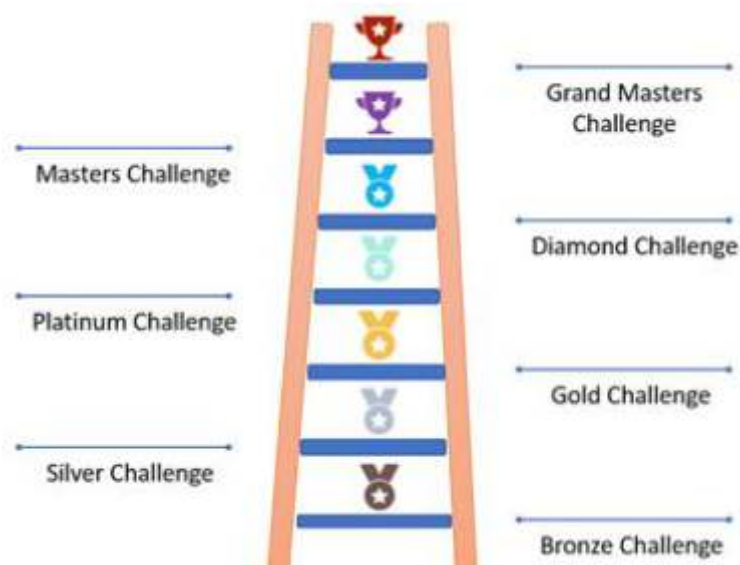 Grand Masters
Challenge
Masters Challenge
Diamond Challenge
Platinum Challenge
Gold Challenge
Silver Challenge
Bronze Challenge